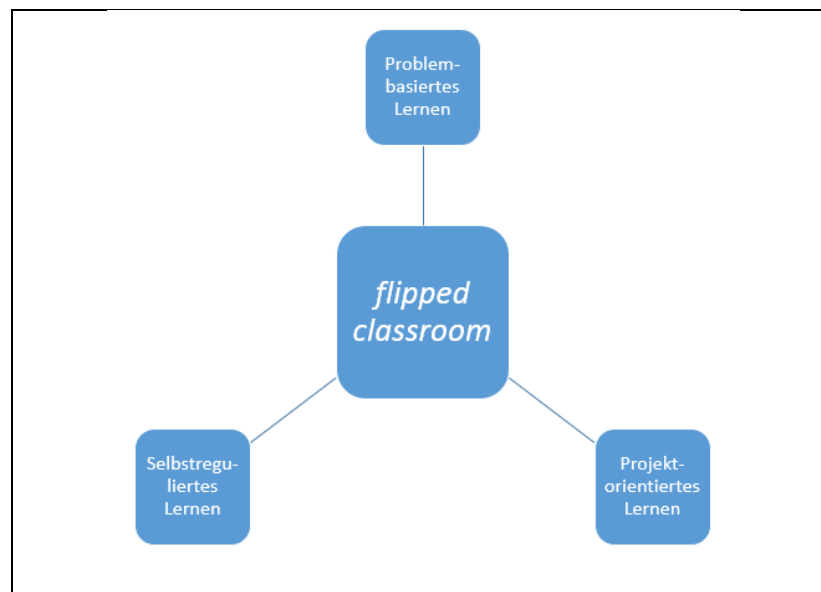 Problem-
basiertes
Lernen
flipped
classroom
Selbstregu-
liertes
Lernen
Projekt-
orientiertes
Lernen